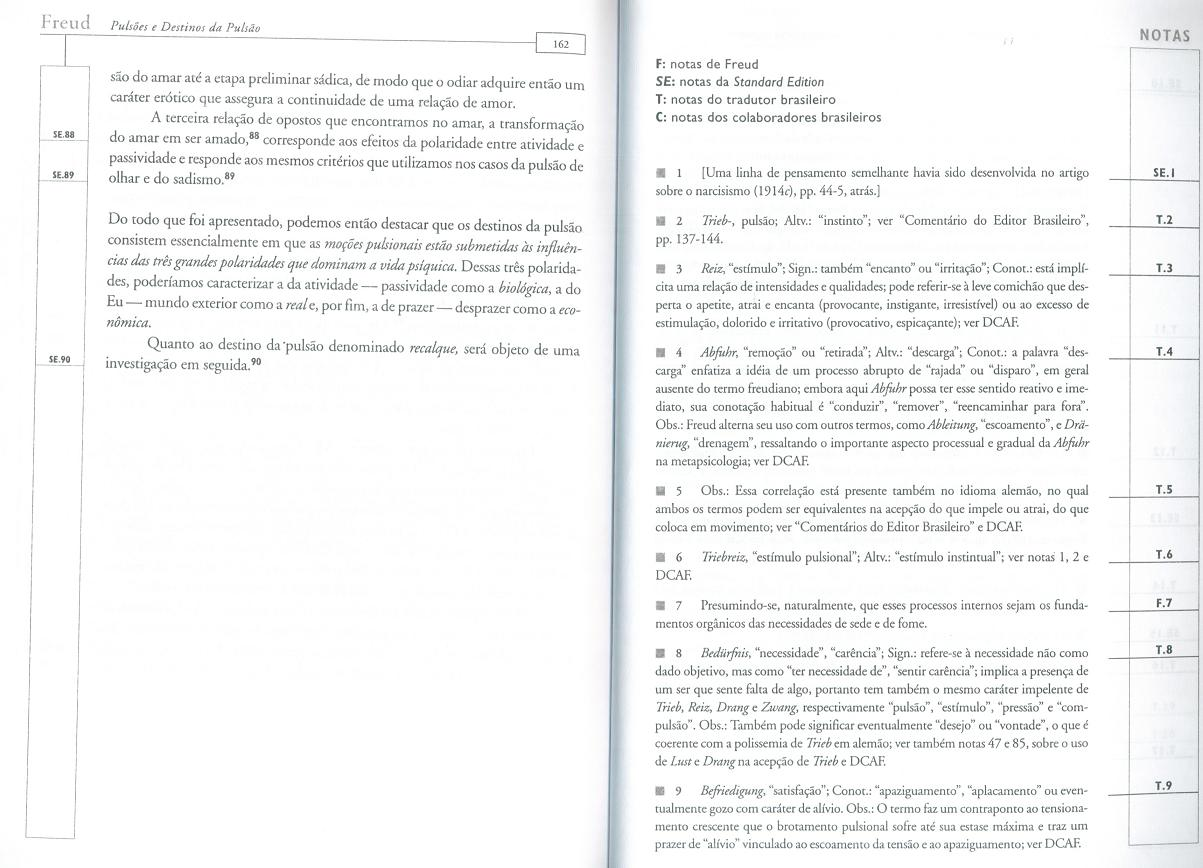 Freud Pulsões e Destinos da Pulsão
162
são do amar até a etapa preliminar sádica, de modo que o odiar adquire então um
caráter erótico que assegura a continuidade de uma relação de amor.
A terceira relação de opostos que encontramos no amar, a transformação
SE.88
do amar em ser amado,88 corresponde aos efeitos da polaridade entre atividade e
passividade e responde aos mesmos critérios que utilizamos nos casos da pulsão de
SE.89
olhar e do sadismo.89
Do todo que foi apresentado, podemos então destacar que os destinos da pulsão
consistem essencialmente em que as moções pulsionais estão submetidas às influên-
cias das três grandes polaridades que dominam a vida psíquica. Dessas três polarida-
des, poderíamos caracterizar a da atividade — passividade como a biológica, a do
Eu — mundo exterior como a real e, por fim, a de prazer — desprazer como a eco-
nômica.
Quanto ao destino da pulsão denominado recalque, será objeto de uma
SE.90
investigação em seguida.90
NOTAS
F: notas de Freud
SE: notas da Standard Edition
T: notas do tradutor brasileiro
C: notas dos colaboradores brasileiros
1 [Uma linha de pensamento semelhante havia sido desenvolvida no artigo
SE.1
sobre o narcisismo (1914c), pp. 44-5, atrás.]
2 Trieb-, pulsão; Altv.: “instinto”; ver “Comentário do Editor Brasileiro”,
T.2
pp. 137-144.
3 Reiz, “estímulo”; Sign.: também “encanto” ou “irritação”; Conot.: está implí-
T.3
cita uma relação de intensidades e qualidades; pode referir-se à leve comichão que des-
perta o apetite, atrai e encanta (provocante, instigante, irresistível) ou ao excesso de
estimulação, dolorido e irritativo (provocativo, espicaçante); ver DCAF.
4 Abfuhr, “remoção” ou “retirada”; Altv.: “descarga”; Conot.: a palavra “des-
T.4
carga” enfatiza a idéia de um processo abrupto de “rajada” ou “disparo”, em geral
ausente do termo freudiano; embora aqui Abfuhr possa ter esse sentido reativo e ime-
diato, sua conotação habitual é “conduzir”, “remover”, “reencaminhar para fora”.
Obs.: Freud alterna seu uso com outros termos, como Ableitung, “escoamento”, e Drä-
nierug, “drenagem”, ressaltando o importante aspecto processual e gradual da Abfuhr
na metapsicologia; ver DCAF.
5 Obs.: Essa correlação está presente também no idioma alemão, no qual
T.5
ambos os termos podem ser equivalentes na acepção do que impele ou atrai, do que
coloca em movimento; ver “Comentários do Editor Brasileiro” e DCAF.
6 Triebreiz, “estímulo pulsional”; Altv.: “estímulo instintual”; ver notas 1, 2 e
T.6
DCAF.
7 Presumindo-se, naturalmente, que esses processos internos sejam os funda-
F.7
mentos orgânicos das necessidades de sede e de fome.
8 Bedürfnis, “necessidade”, “carência”; Sign.: refere-se à necessidade não como
T.8
dado objetivo, mas como “ter necessidade de”, “sentir carência”; implica a presença de
um ser que sente falta de algo, portanto tem também o mesmo caráter impelente de
Trieb, Reiz, Drang e Zwang, respectivamente “pulsão”, “estímulo”, “pressão” e “com-
pulsão”. Obs.: Também pode significar eventualmente “desejo” ou “vontade”, o que é
coerente com a polissemia de Trieb em alemão; ver também notas 47 e 85, sobre o uso
de Lust e Drang na acepção de Trieb e DCAF.
9 Befriedigung, “satisfação”; Conot.: “apaziguamento”, “aplacamento” ou even-
T.9
tualmente gozo com caráter de alívio. Obs.: O termo faz um contraponto ao tensiona-
mento crescente que o brotamento pulsional sofre até sua estase máxima e traz um
prazer de “alívio” vinculado ao escoamento da tensão e ao apaziguamento; ver DCAF.